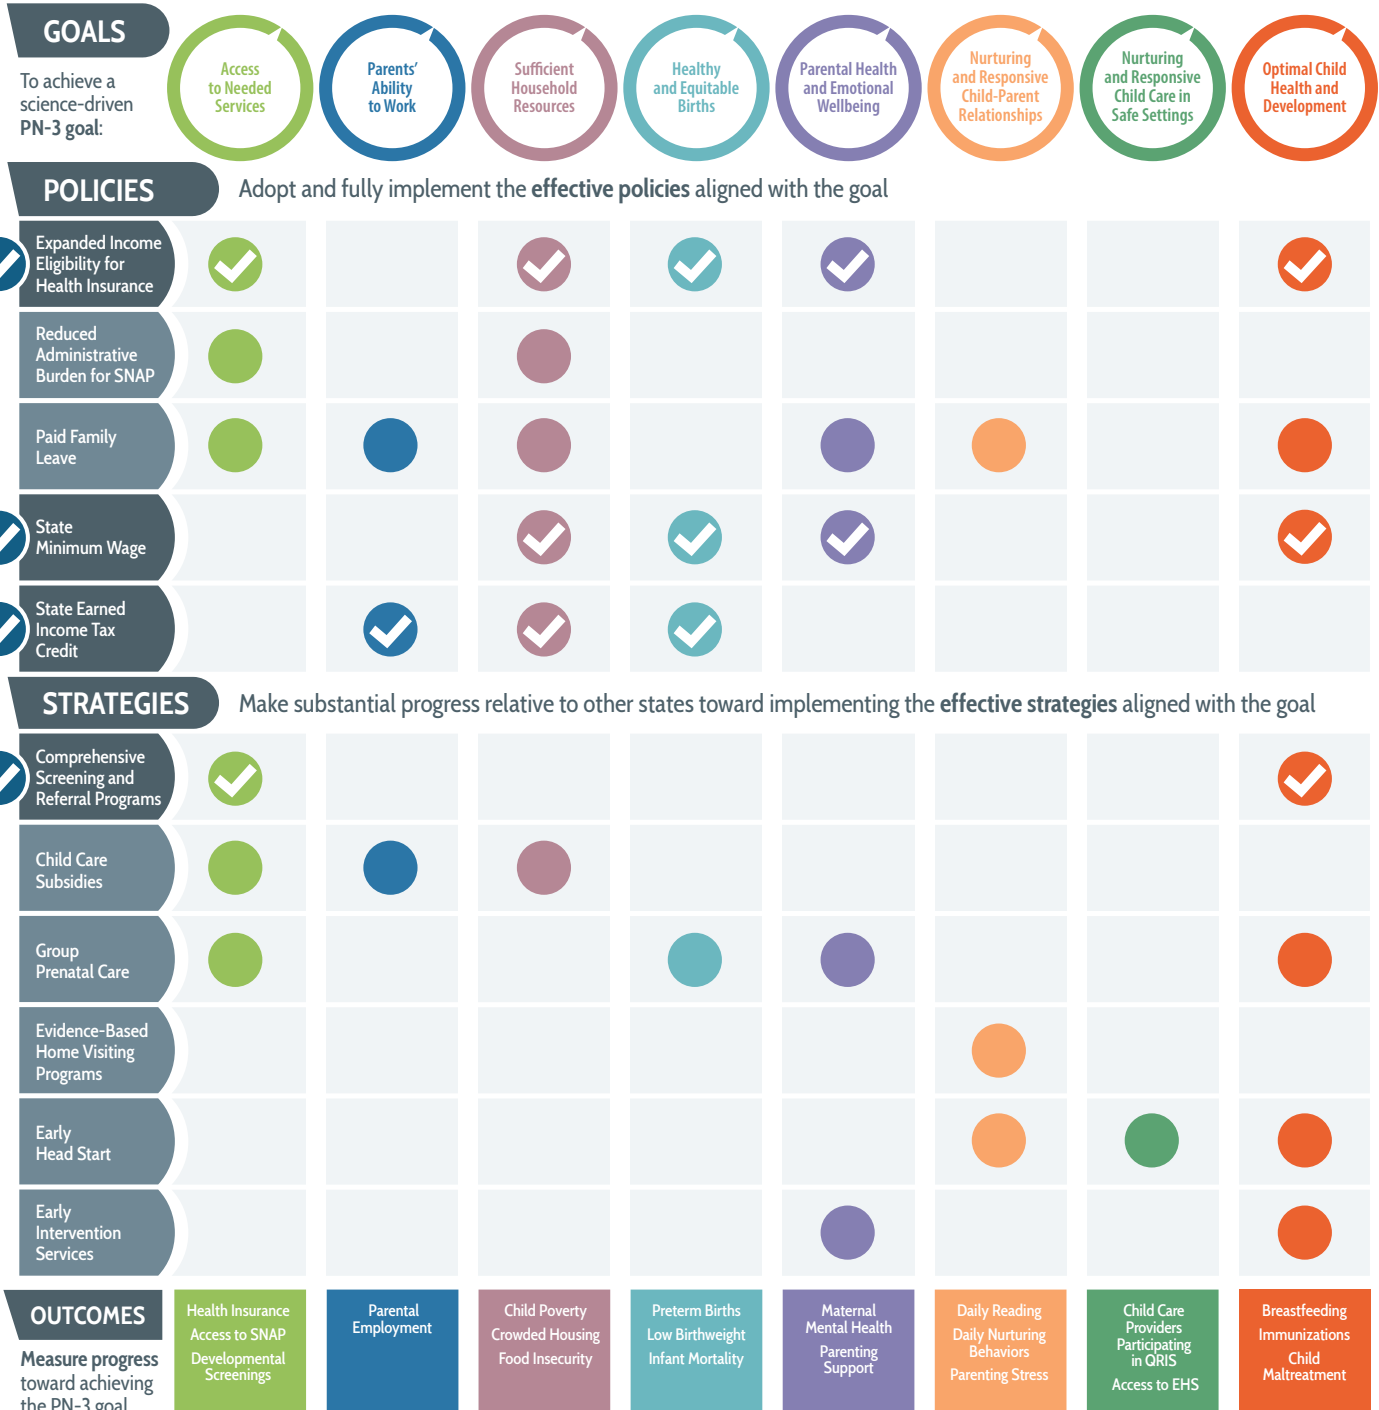 GOALS
To achieve a
science-driven
PN-3 goal:
Access
to Needed
Services
Parents'
Ability
to Work
Sufficient
Household
Resources
Healthy
and Equitable
Births
Parental Health
and Emotional
Wellbeing
Nurturing
and Responsive
Child-Parent
Relationships
Nurturing
and Responsive
Child Care in
Safe Settings
Optimal Child
Health and
Development
POLICIES
Adopt and fully implement the effective policies aligned with the goal
Expanded Income
Eligibility for
Health Insurance
Reduced
Administrative
Burden for SNAP
Paid Family
Leave
State
Minimum Wage
State Earned
Income Tax
Credit
STRATEGIES
Make substantial progress relative to other states toward implementing the effective strategies aligned with the goal
Comprehensive
Screening and
Referral Programs
Child Care
Subsidies
Group
Prenatal Care
Evidence-Based
Home Visiting
Programs
Early
Head Start
Early
Intervention
Services
OUTCOMES
Measure progress
toward achieving
the PN-3 goal
Health Insurance
Access to SNAP
Developmental
Screenings
Parental
Employment
Child Poverty
Crowded Housing
Food Insecurity
Preterm Births
Low Birthweight
Infant Mortality
Maternal
Mental Health
Parenting
Support
Daily Reading
Daily Nurturing
Behaviors
Parenting Stress
Child Care
Providers
Participating
in QRIS
Access to EHS
Breastfeeding
Immunizations
Child
Maltreatment